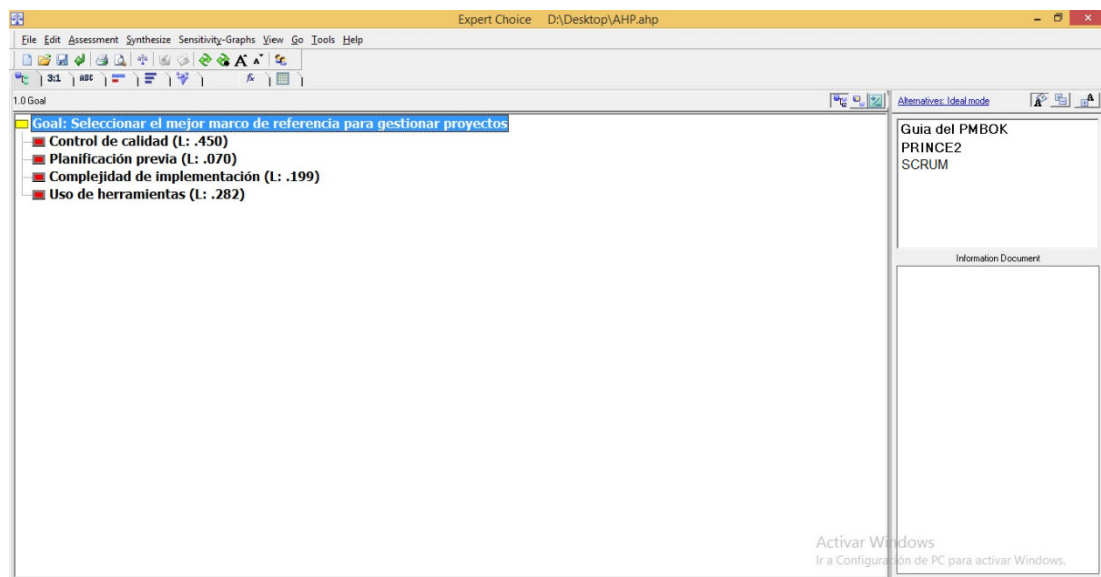 Expert Choice D:\Desktop\AHP.ahp
File Edit Assessment Synthesize Sensitivity-Graphs View Go Tools Help
3:1 ABC
1.0 Goal
Goal: Seleccionar el mejor marco de referencia para gestionar proyectos
Control de calidad (L: .450)
Planificación previa (L: .070)
Complejidad de implementación (L: .199)
Uso de herramientas (L: .282)
Alternatives: Ideal mode
Guia del PMBOK
PRINCE2
SCRUM
Information Document
Activar Windows
Ir a Configuración de PC para activar Windows.